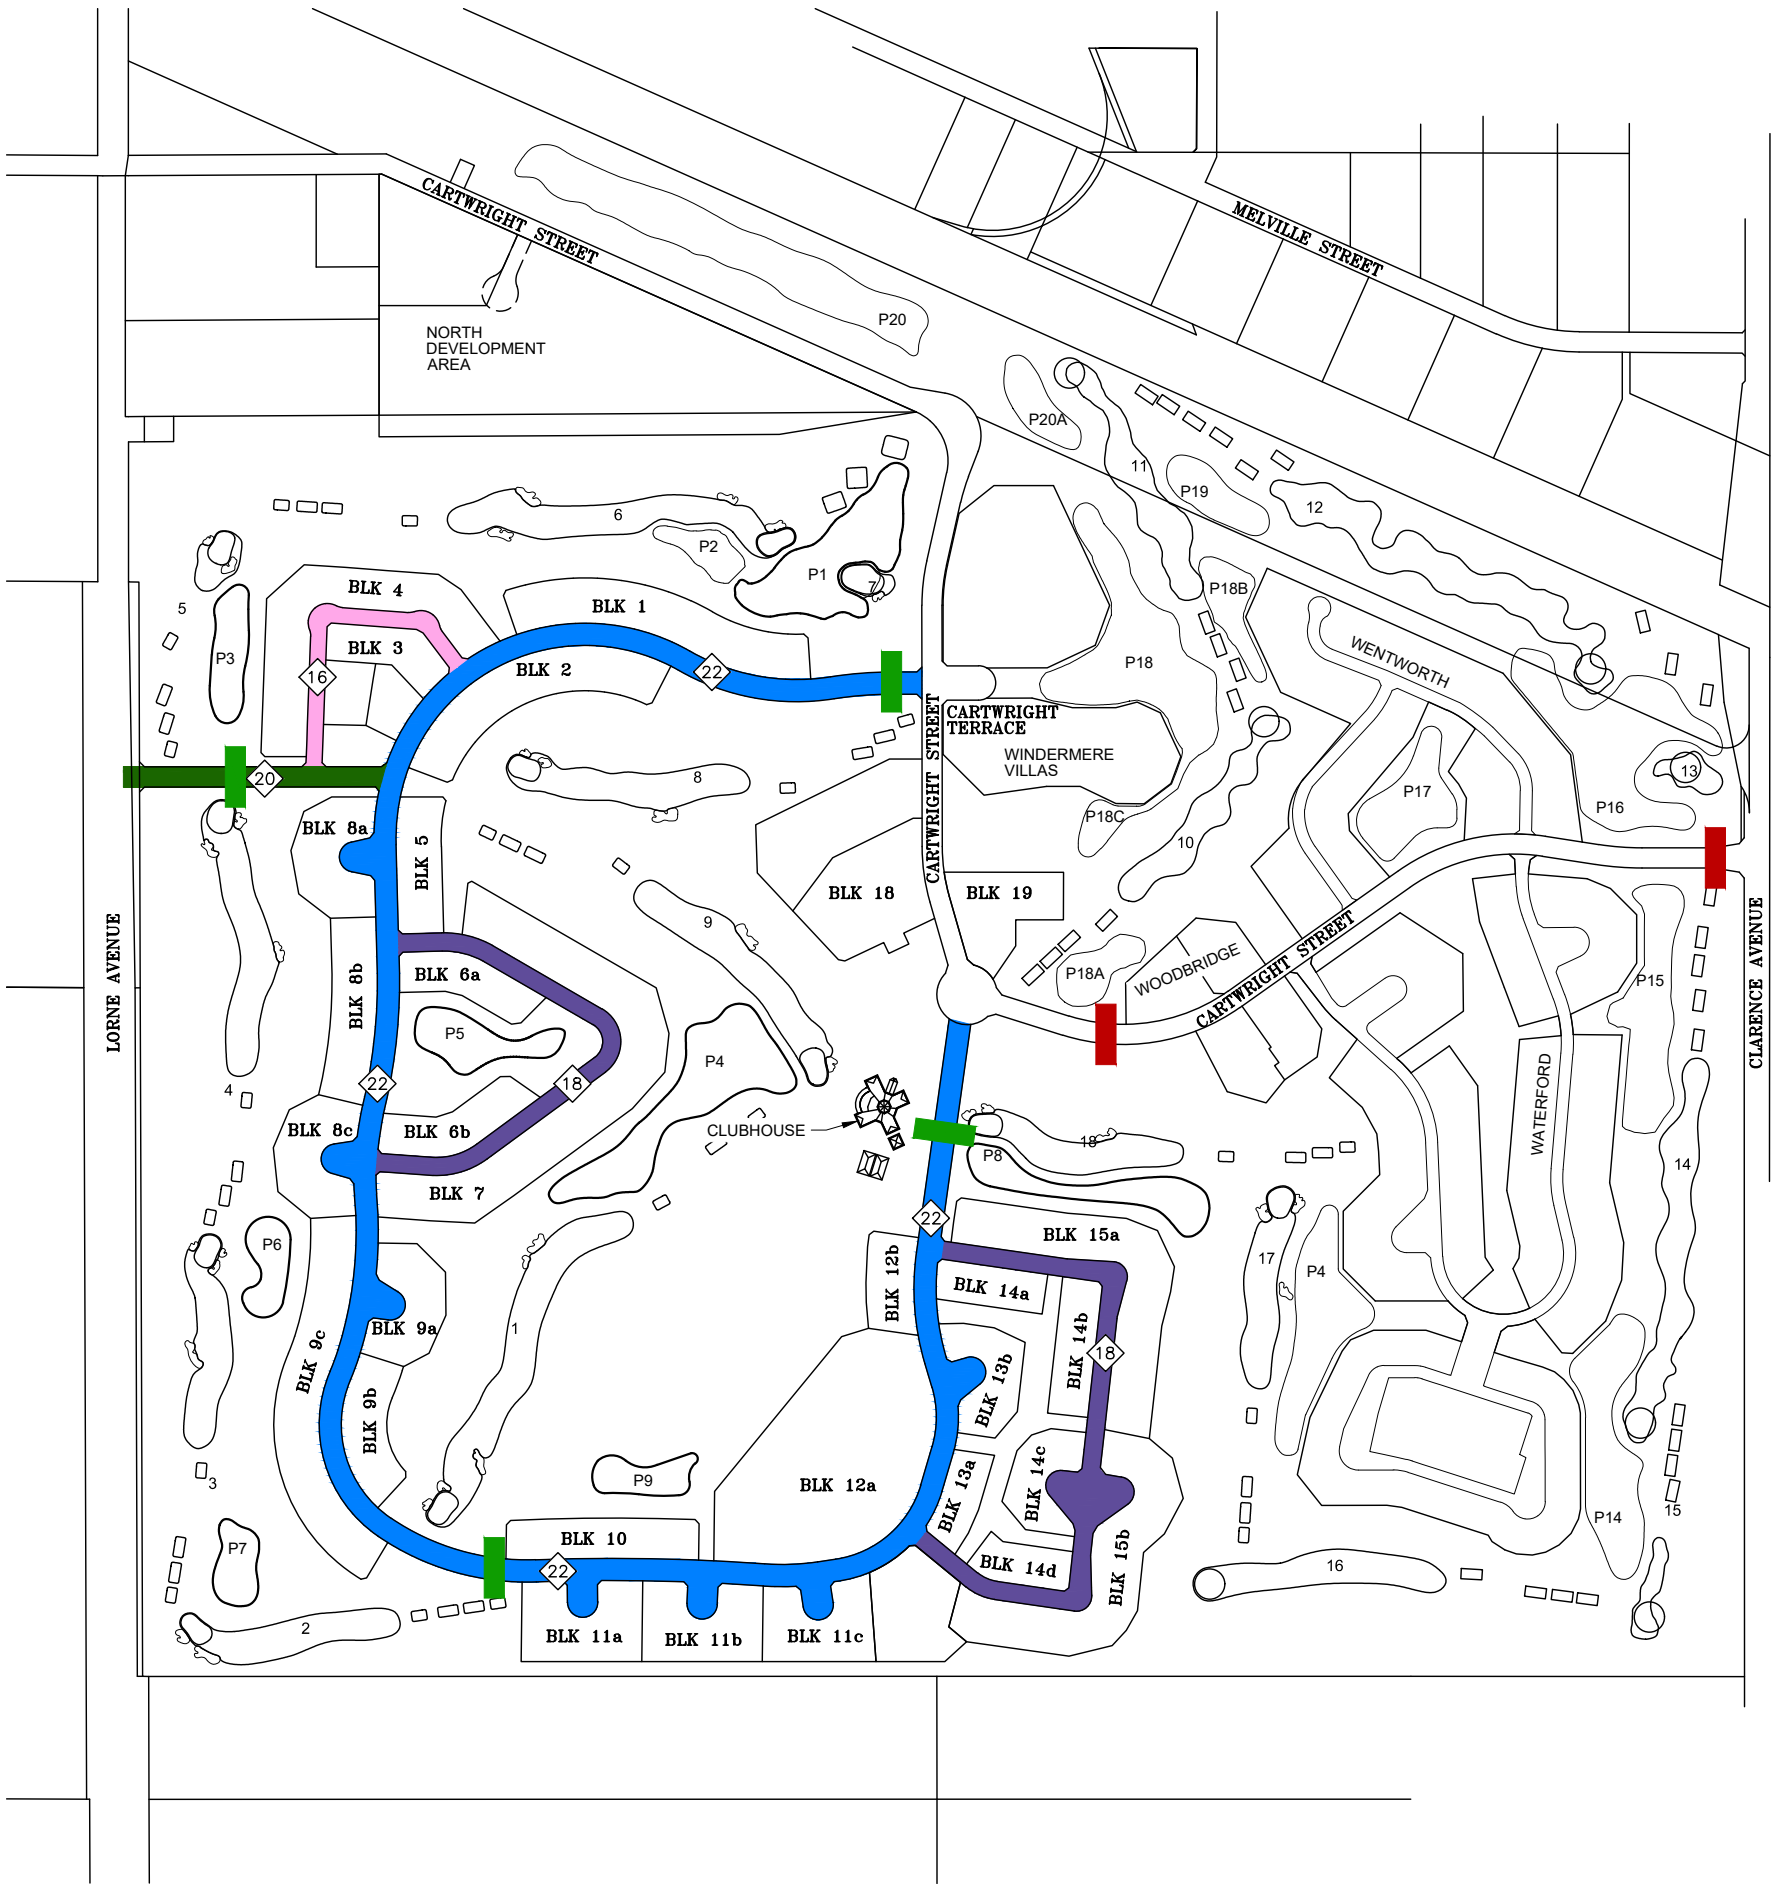 CARTWRIGHT STREET
MELVILLE STREET
P20
NORTH
DEVELOPMENT
AREA
P20A
11
P19
12
6
P2
P1
7
P18B
BLK 4
BLK 1
5
P3
BLK 3
16
BLK 2
22
P18
WENTWORTH
CARTWRIGHT STREET
CARTWRIGHT
TERRACE
WINDERMERE
VILLAS
20
8
13
P17
P16
P18C
10
BLK 8a
BLK 5
BLK 18
BLK 19
9
LORNE AVENUE
CLARENCE AVENUE
BLK 8b
BLK 6a
P18A
WOODBRIDGE
CARTWRIGHT STREET
P15
P5
P4
22
18
4
BLK 8c
BLK 6b
CLUBHOUSE
18
P8
WATERFORD
14
BLK 7
22
P6
BLK 15a
17
P4
BLK 12b
BLK 14a
1
BLK 9a
BLK 9c
BLK 14b
18
BLK 13b
BLK 9b
3
P9
BLK 12a
BLK 13a
BLK 14c
15
P14
P7
BLK 10
22
BLK 14d
BLK 15b
16
2
BLK 11a
BLK 11b
BLK 11c